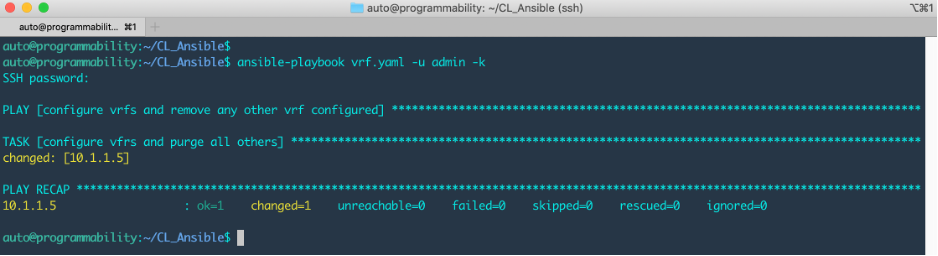 auto@programmability: ~/CL_Ansible (ssh)
⌥⌘1
auto@programmabilit... ⌘1
+
auto@programmability:~/CL_Ansible$
auto@programmability:~/CL_Ansible$ ansible-playbook vrf.yaml -u admin -k
SSH password:
PLAY [configure vrfs and remove any other vrf configured] *******************************************************************************
TASK [configure vfrs and purge all others] **********************************************************************************************
changed: [10.1.1.5]
PLAY RECAP ******************************************************************************************************************************
10.1.1.5 : ok=1 changed=1 unreachable=0 failed=0 skipped=0 rescued=0 ignored=0
auto@programmability:~/CL_Ansible$